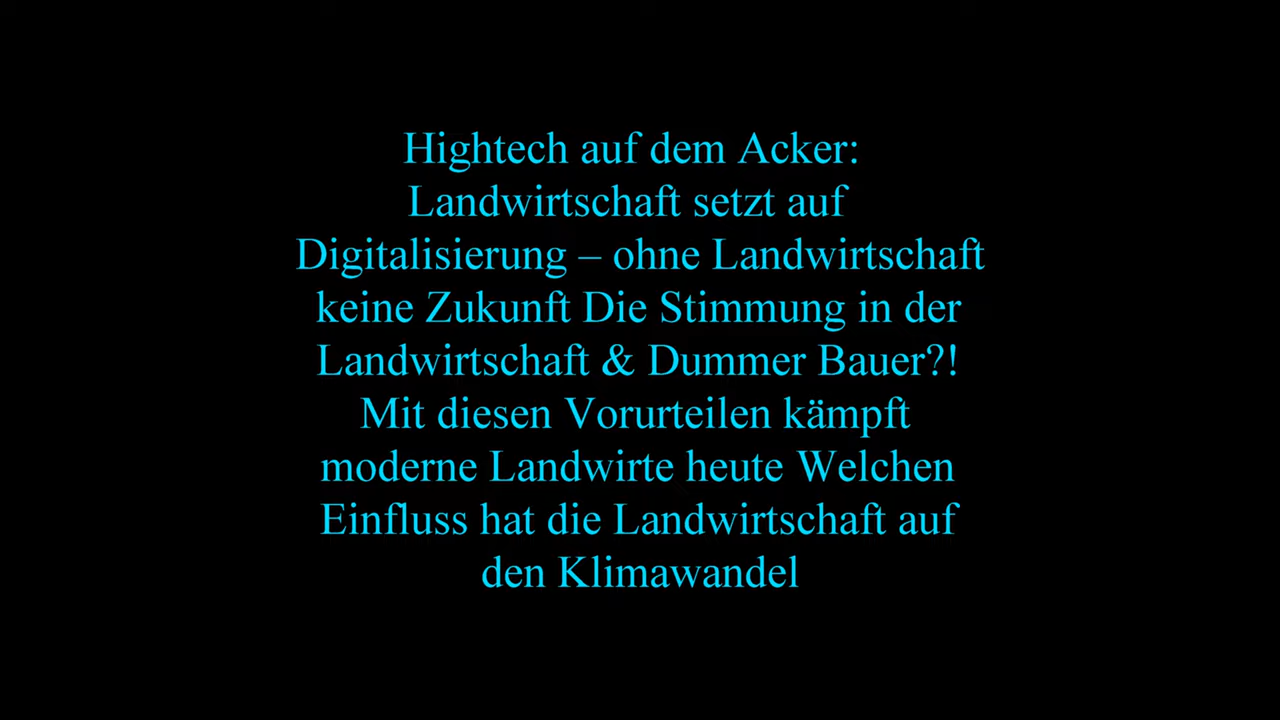 Hightech auf dem Acker:
Landwirtschaft setzt auf
Digitalisierung – ohne Landwirtschaft
keine Zukunft Die Stimmung in der
Landwirtschaft & Dummer Bauer?!
Mit diesen Vorurteilen kämpft
moderne Landwirte heute Welchen
Einfluss hat die Landwirtschaft auf
den Klimawandel